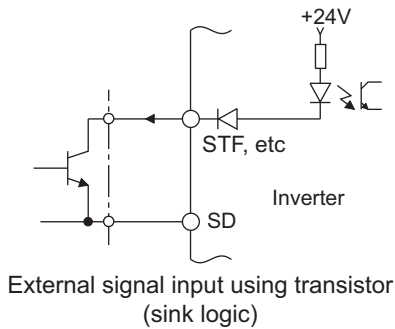 +24V
STF, etc
Inverter
SD
External signal input using transistor
(sink logic)